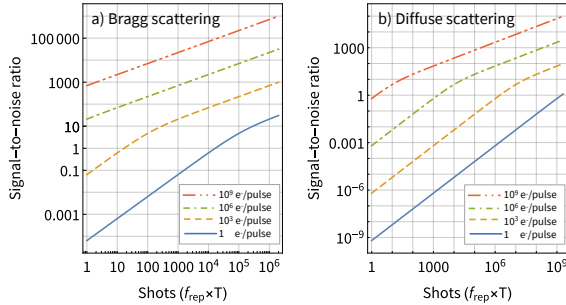 a) Bragg scattering
b) Diffuse scattering
Signal-to-noise ratio
100 000
1000
10
1
0.1
0.001
10⁹ e⁻/pulse
10⁶ e⁻/pulse
10³ e⁻/pulse
1 e⁻/pulse
1 10 100 1000 10⁴ 10⁵ 10⁶
Shots (f_rep×T)
Signal-to-noise ratio
1000
1
0.001
10⁻⁶
10⁻⁹
10⁹ e⁻/pulse
10⁶ e⁻/pulse
10³ e⁻/pulse
1 e⁻/pulse
1 1000 10⁶ 10⁹
Shots (f_rep×T)